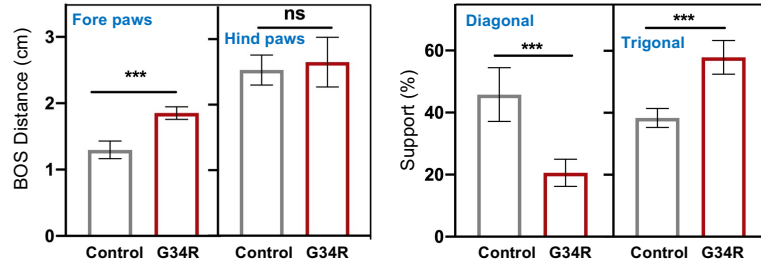 Fore paws
***
ns
Hind paws
BOS Distance (cm)
3
2
1
0
Control G34R Control G34R
Diagonal
***
***
Trigonal
Support (%)
60
40
20
0
Control G34R Control G34R